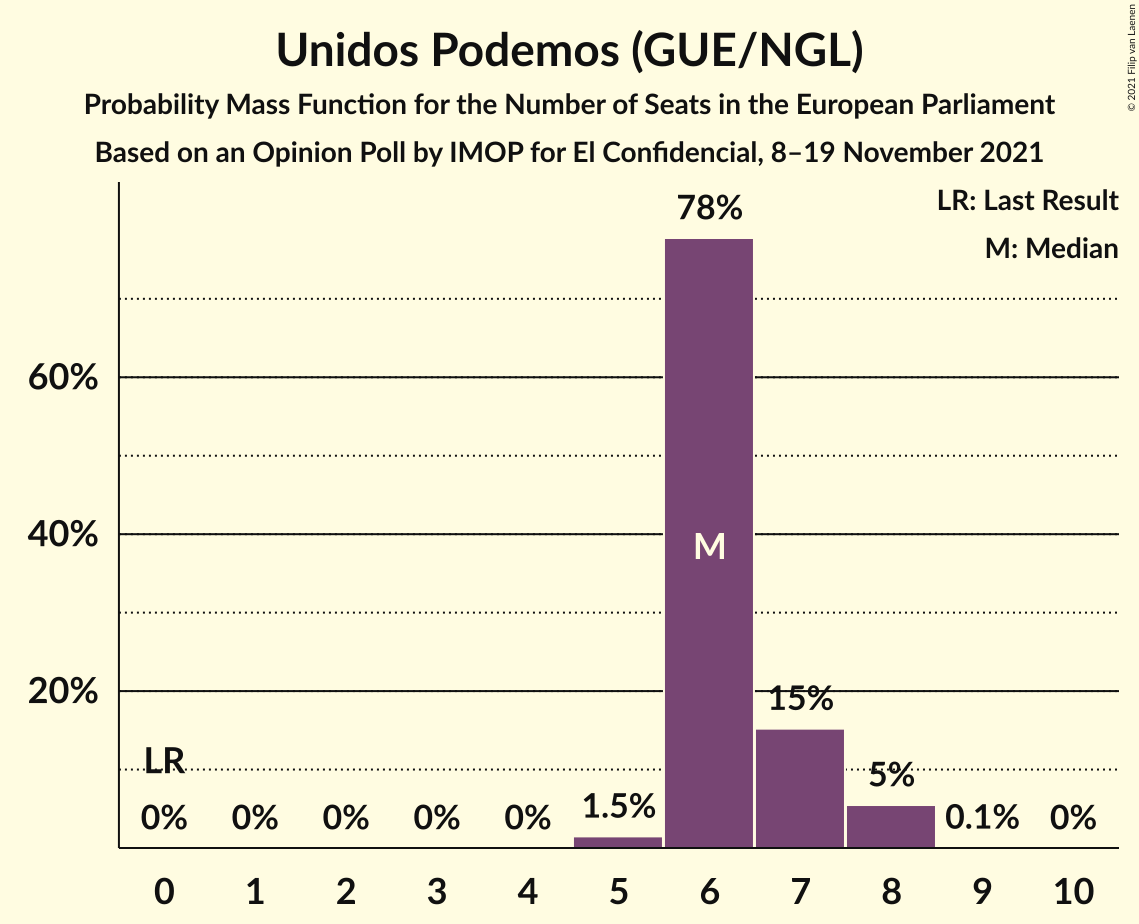 Unidos Podemos (GUE/NGL)
Probability Mass Function for the Number of Seats in the European Parliament
Based on an Opinion Poll by IMOP for El Confidencial, 8–19 November 2021
© 2021 Filip van Laenen
LR: Last Result
M: Median
78%
60%
40%
M
20%
15%
LR
5%
0% 0% 0% 0% 0% 1.5% 0.1% 0%
0 1 2 3 4 5 6 7 8 9 10